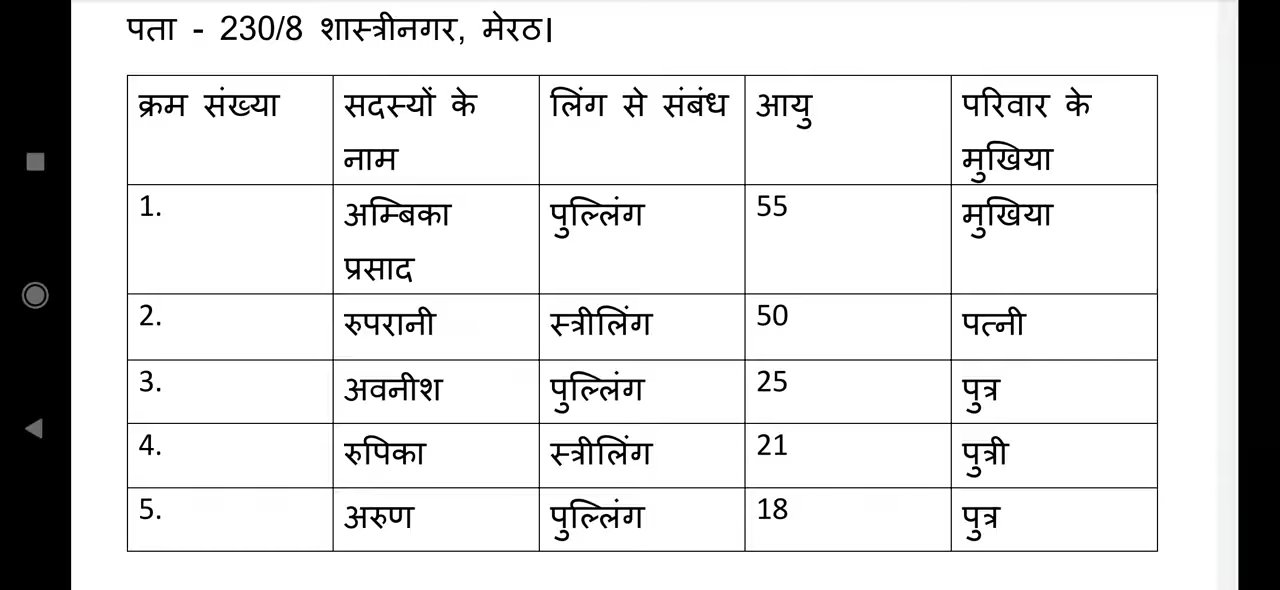 पता - 230/8 शास्त्रीनगर, मेरठ।
क्रम संख्या सदस्यों के नाम लिंग से संबंध आयु परिवार के मुखिया
1. अम्बिका प्रसाद पुल्लिंग 55 मुखिया
2. रुपरानी स्त्रीलिंग 50 पत्नी
3. अवनीश पुल्लिंग 25 पुत्र
4. रुपिका स्त्रीलिंग 21 पुत्री
5. अरुण पुल्लिंग 18 पुत्र